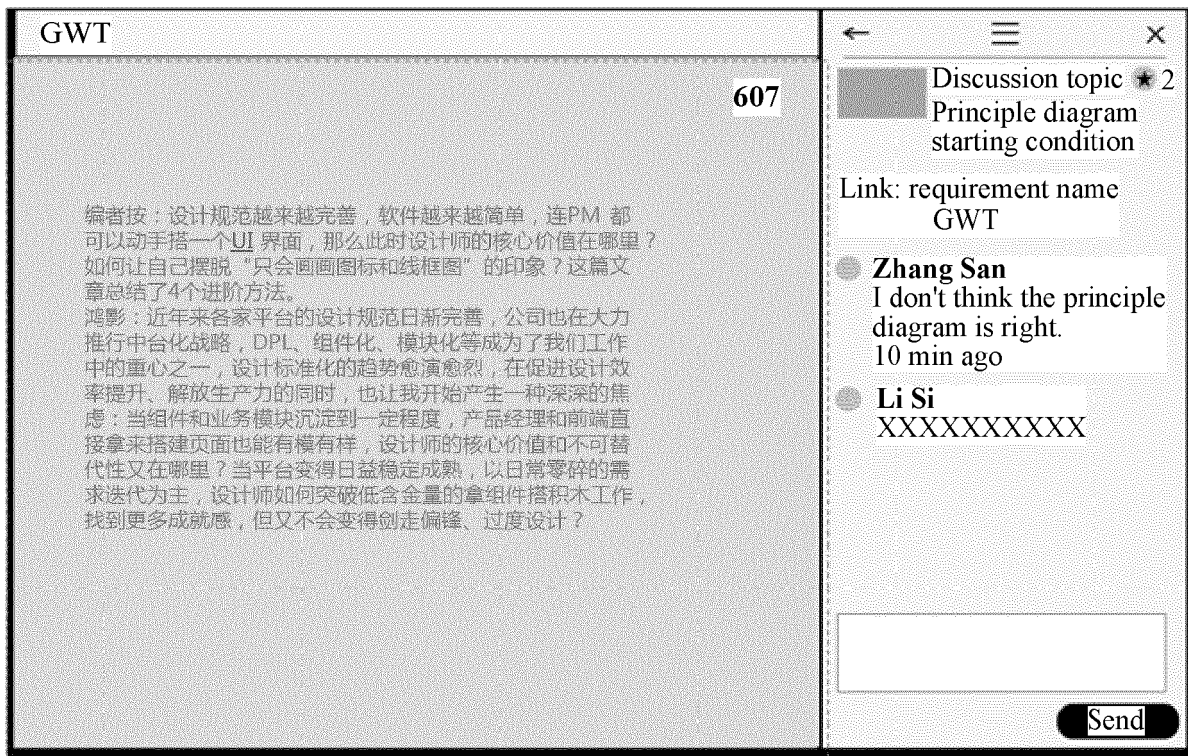 GWT
607
编者按：设计规范越来越完善，软件越来越简单，连PM 都
可以动手搭一个UI 界面，那么此时设计师的核心价值在哪里？
如何让自己摆脱“只会画画图标和线框图”的印象？这篇文
章总结了4个进阶方法。
鸿影：近年来各家平台的设计规范日渐完善，公司也在大力
推行中台化战略，DPL、组件化、模块化等成为了我们工作
中的重心之一，设计标准化的趋势愈演愈烈，在促进设计效
率提升、解放生产力的同时，也让我开始产生一种深深的焦
虑：当组件和业务模块沉淀到一定程度，产品经理和前端直
接拿来搭建页面也能有模有样，设计师的核心价值和不可替
代性又在哪里？当平台变得日益稳定成熟，以日常零碎的需
求迭代为主，设计师如何突破低含金量的拿组件搭积木工作，
找到更多成就感，但又不会变得剑走偏锋、过度设计？
Discussion topic ★ 2
Principle diagram
starting condition
Link: requirement name
GWT
Zhang San
I don't think the principle
diagram is right.
10 min ago
Li Si
XXXXXXXXXX
Send